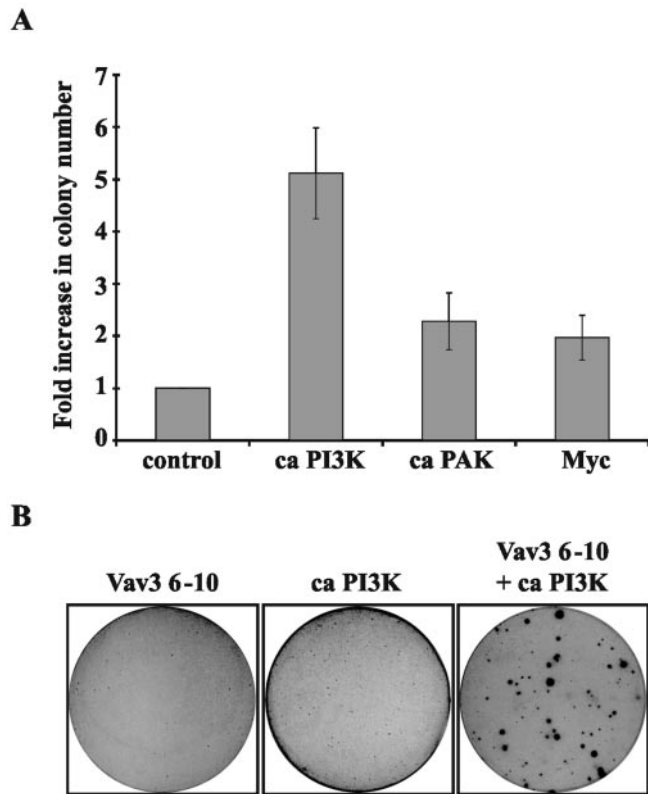 A
Fold increase in colony number
7
6
5
4
3
2
1
0
control ca PI3K ca PAK Myc
B
Vav3 6-10 ca PI3K Vav3 6-10
+ ca PI3K